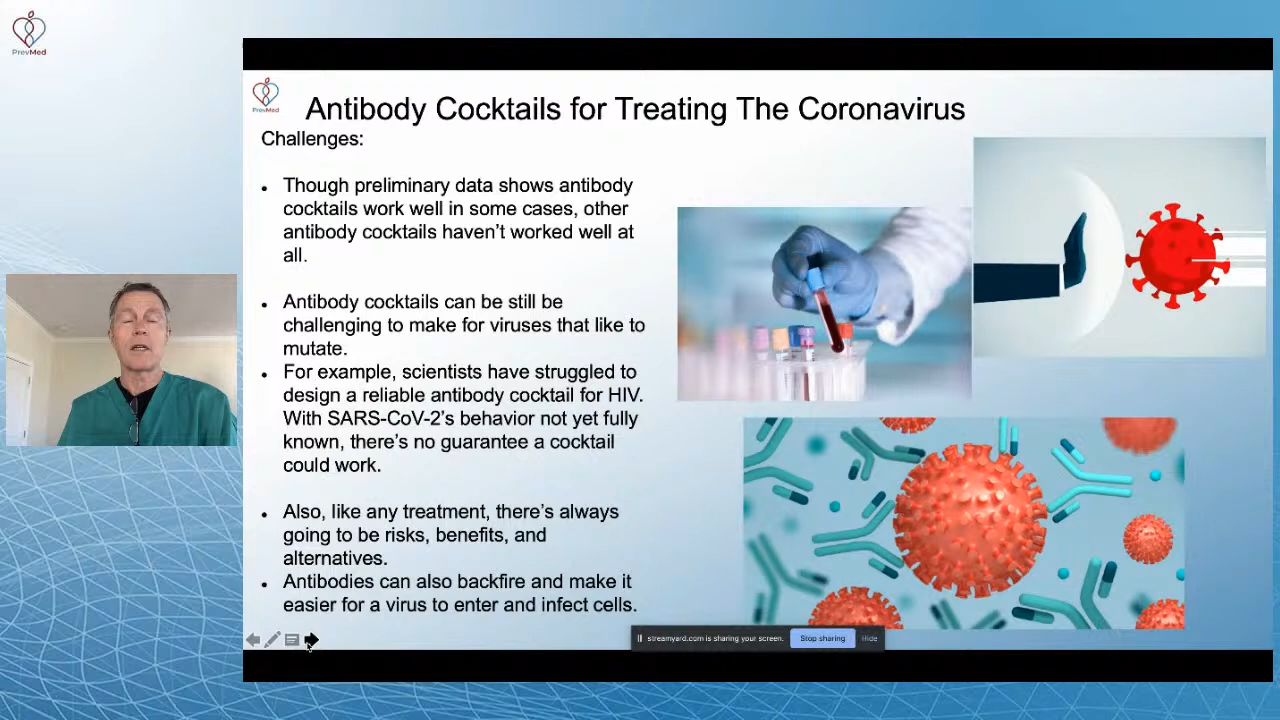 PrevMed
PrevMed
Antibody Cocktails for Treating The Coronavirus
Challenges:
• Though preliminary data shows antibody
cocktails work well in some cases, other
antibody cocktails haven't worked well at
all.
• Antibody cocktails can be still be
challenging to make for viruses that like to
mutate.
• For example, scientists have struggled to
design a reliable antibody cocktail for HIV.
With SARS-CoV-2's behavior not yet fully
known, there's no guarantee a cocktail
could work.
• Also, like any treatment, there's always
going to be risks, benefits, and
alternatives.
• Antibodies can also backfire and make it
easier for a virus to enter and infect cells.
streamyard.com is sharing your screen. Stop sharing Hide